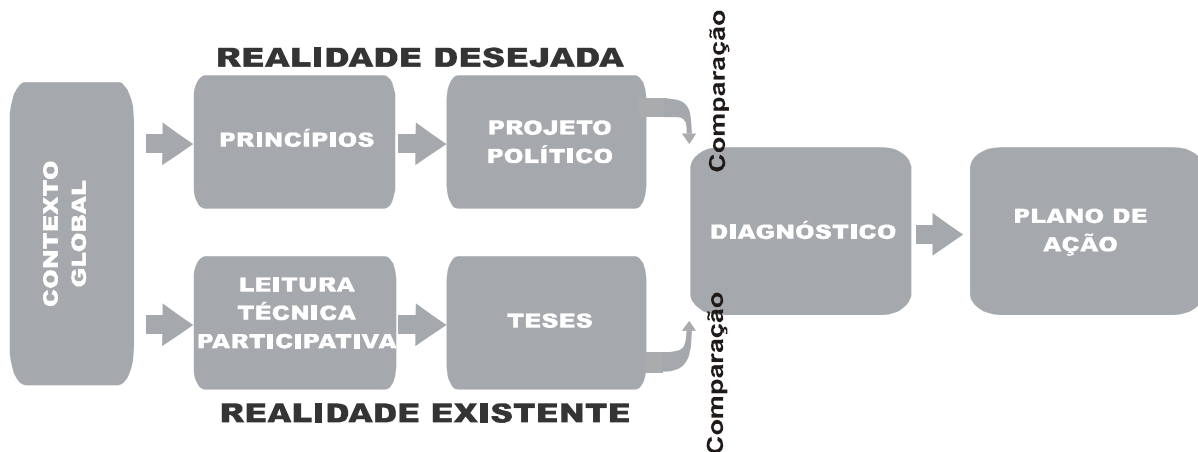 REALIDADE DESEJADA
CONTEXTO
GLOBAL
PRINCÍPIOS
PROJETO
POLÍTICO
Comparação
LEITURA
TÉCNICA
PARTICIPATIVA
TESES
REALIDADE EXISTENTE
Comparação
DIAGNÓSTICO
PLANO DE
AÇÃO